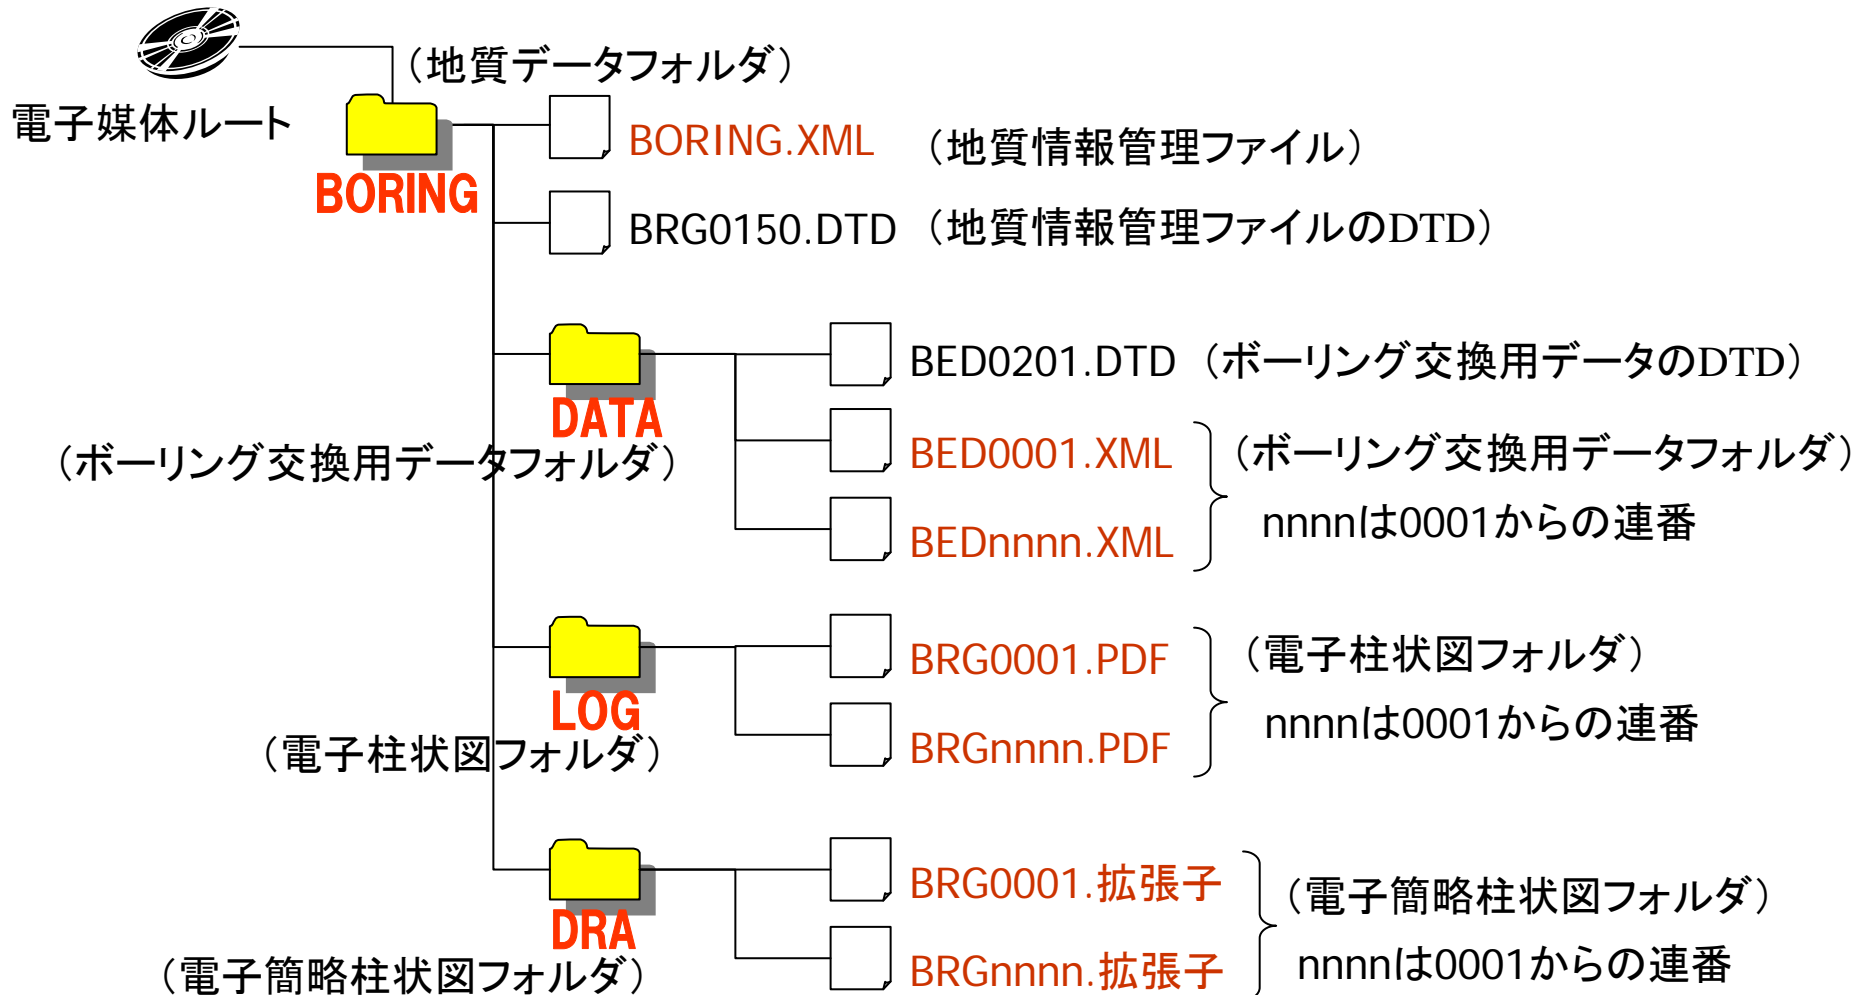 (地質データフォルダ)
電子媒体ルート
BORING
BORING.XML (地質情報管理ファイル)
BRG0150.DTD (地質情報管理ファイルのDTD)
DATA
(ボーリング交換用データフォルダ)
BED0201.DTD (ボーリング交換用データのDTD)
BED0001.XML
BEDnnnn.XML
(ボーリング交換用データフォルダ)
nnnnは0001からの連番
LOG
(電子柱状図フォルダ)
BRG0001.PDF
BRGnnnn.PDF
(電子柱状図フォルダ)
nnnnは0001からの連番
DRA
(電子簡略柱状図フォルダ)
BRG0001.拡張子
BRGnnnn.拡張子
(電子簡略柱状図フォルダ)
nnnnは0001からの連番